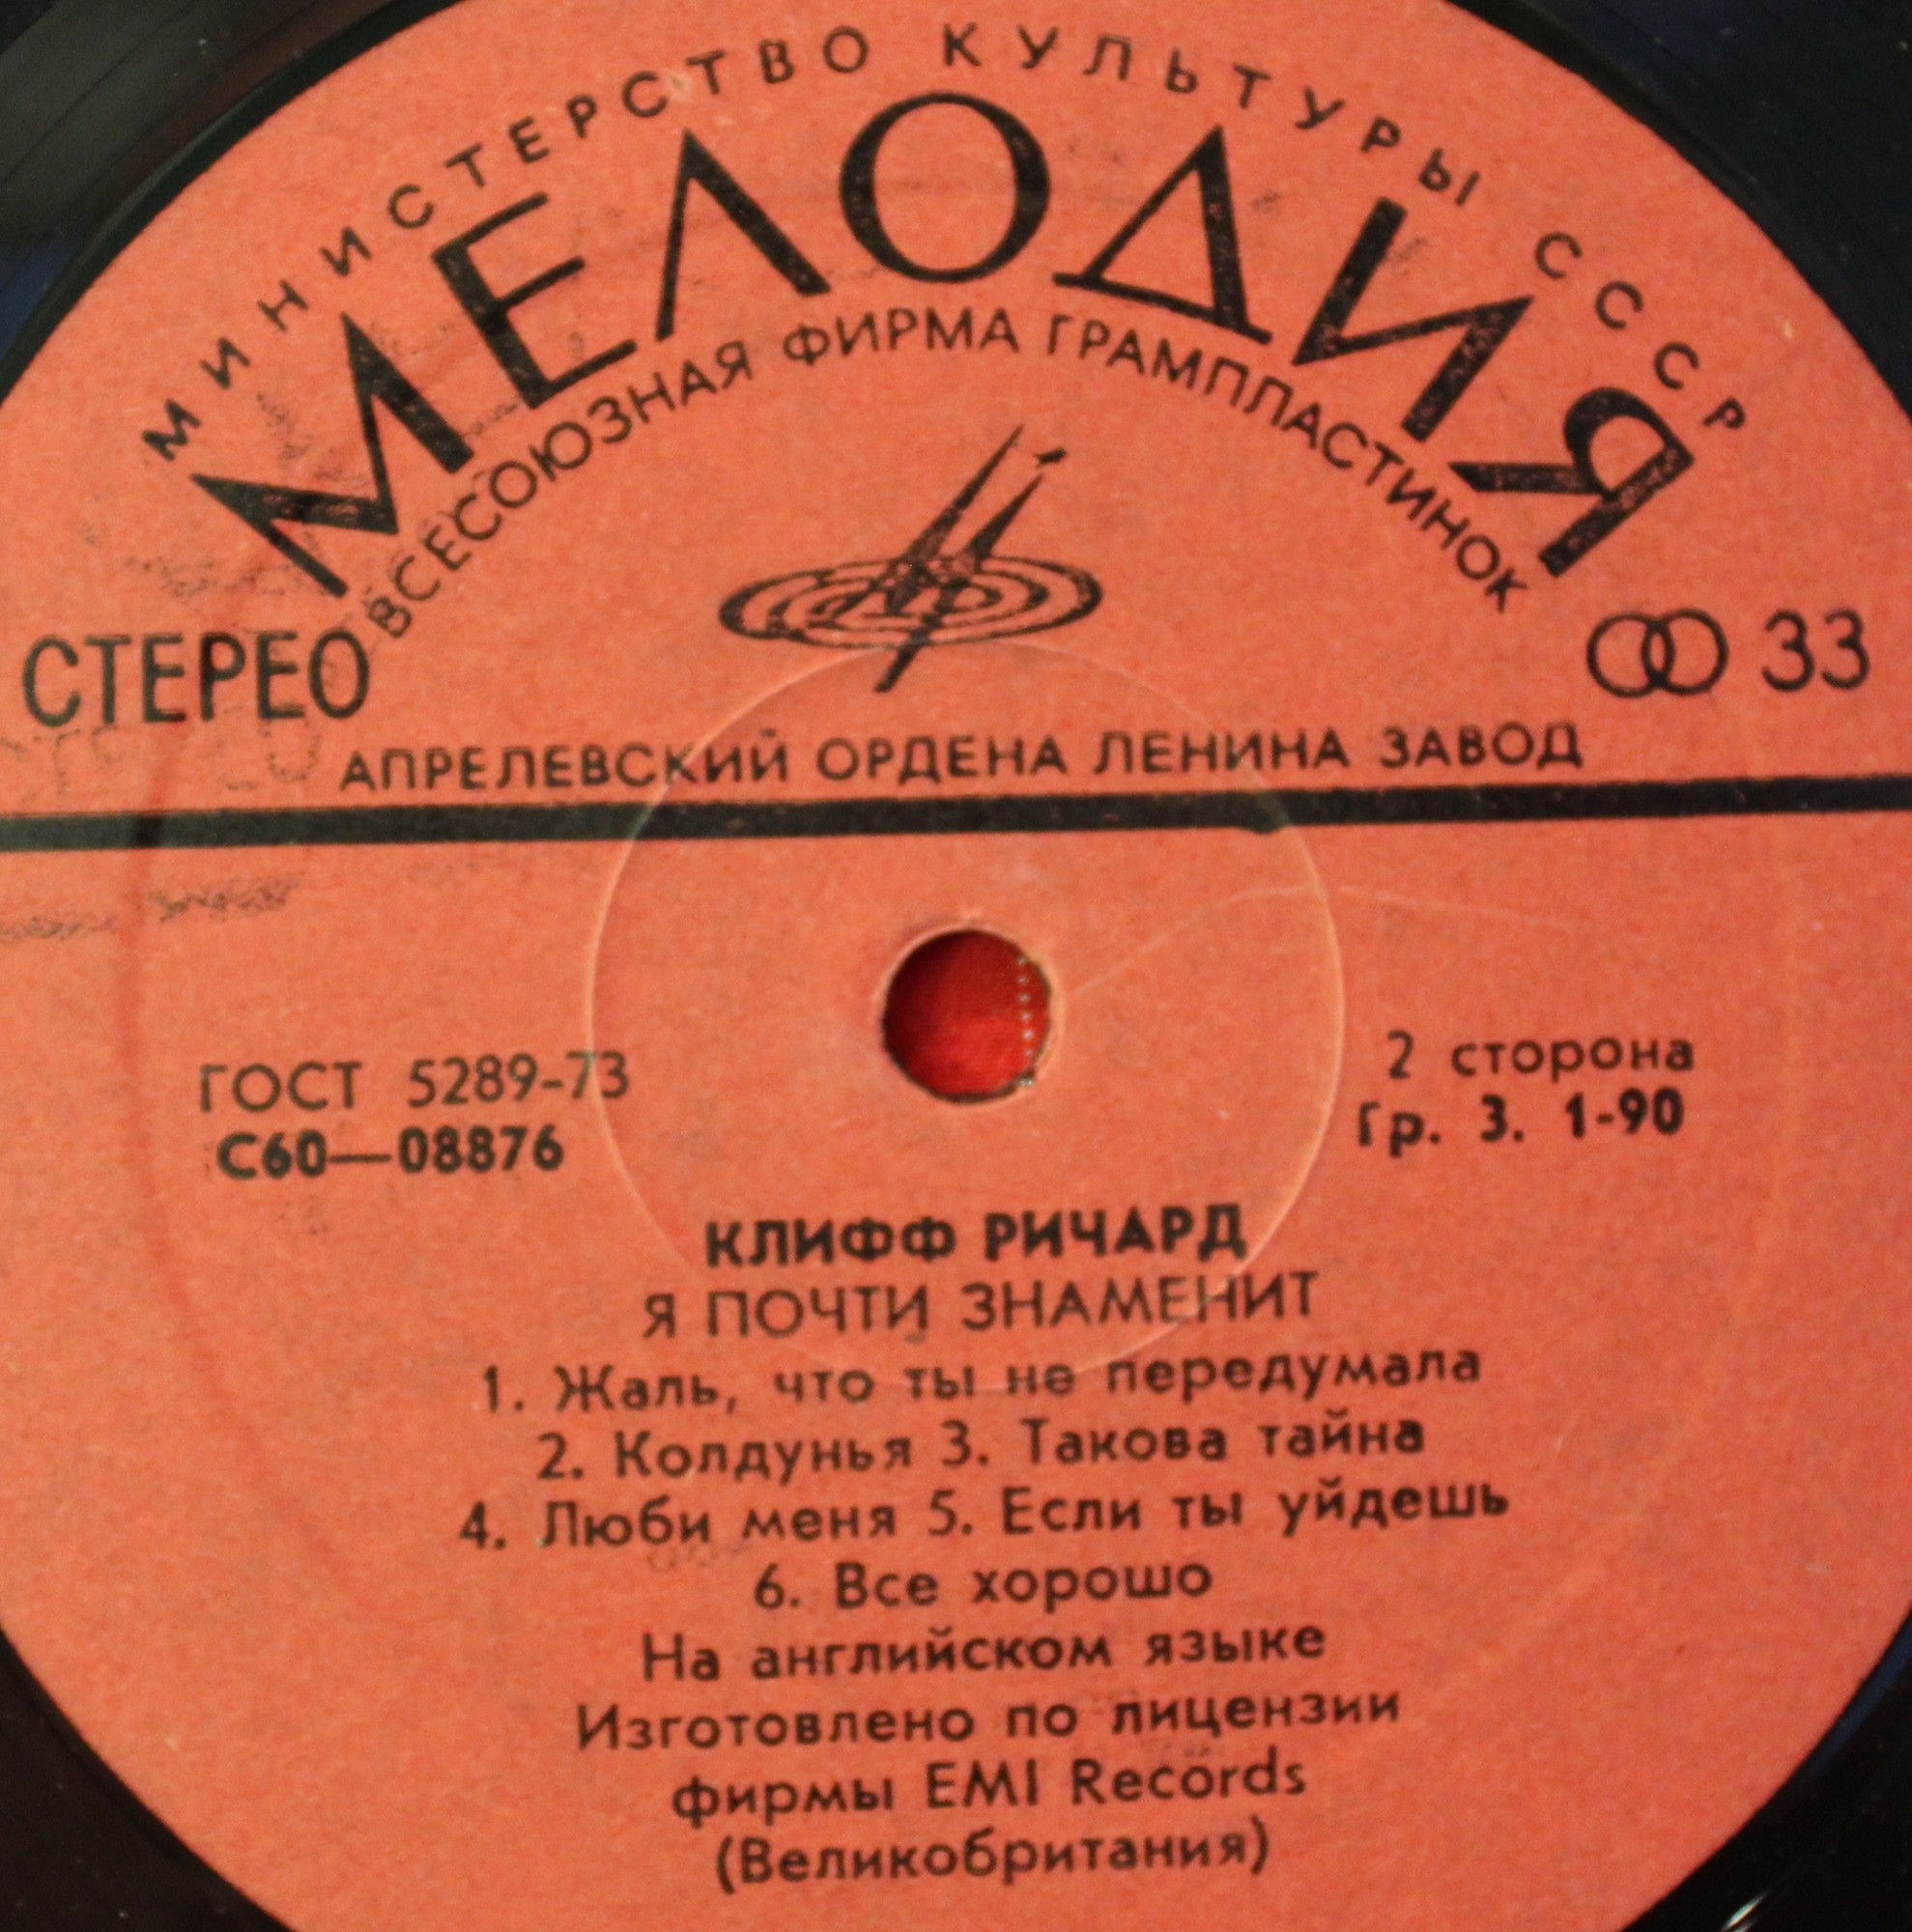 МИНИСТЕРСТВО КУЛЬТУРЫ СССР
МЕЛОДИЯ
ВСЕСОЮЗНАЯ ФИРМА ГРАМПЛАСТИНОК
СТЕРЕО
33
АПРЕЛЕВСКИЙ ОРДЕНА ЛЕНИНА ЗАВОД
ГОСТ 5289-73
С60—08876
2 сторона
Гр. 3. 1-90
КЛИФФ РИЧАРД
Я ПОЧТИ ЗНАМЕНИТ
1. Жаль, что ты не передумала
2. Колдунья 3. Такова тайна
4. Люби меня 5. Если ты уйдешь
6. Все хорошо
На английском языке
Изготовлено по лицензии
фирмы EMI Records
(Великобритания)